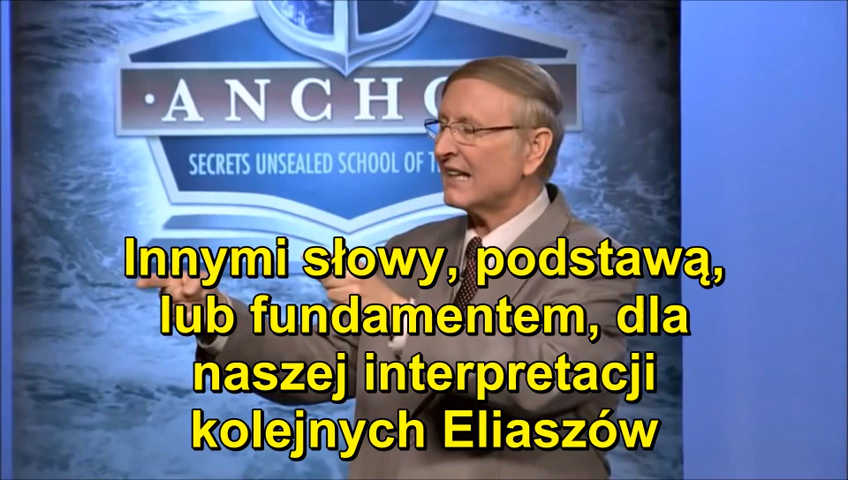 ·ANCHO
SECRETS UNSEALED SCHOOL OF
Innymi słowy, podstawą,
lub fundamentem, dla
naszej interpretacji
kolejnych Eliaszów